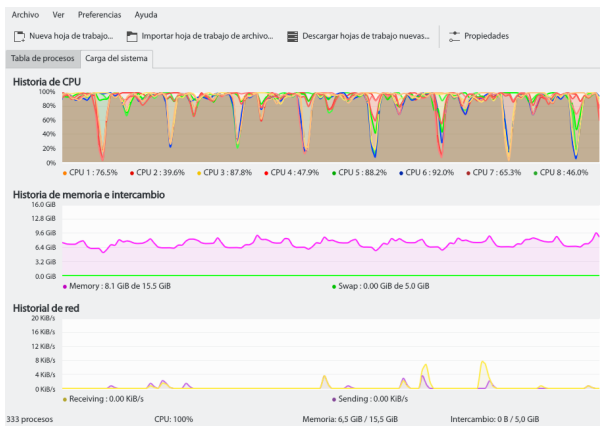 Archivo Ver Preferencias Ayuda
Nueva hoja de trabajo... Importar hoja de trabajo de archivo... Descargar hojas de trabajo nuevas... Propiedades
Tabla de procesos Carga del sistema
Historia de CPU
100%
80%
60%
40%
20%
0%
CPU 1 : 76.5% CPU 2 : 39.6% CPU 3 : 87.8% CPU 4 : 47.9% CPU 5 : 88.2% CPU 6 : 92.0% CPU 7 : 65.3% CPU 8 : 46.0%
Historia de memoria e intercambio
16.0 GiB
12.8 GiB
9.6 GiB
6.4 GiB
3.2 GiB
0.0 GiB
Memory : 8.1 GiB de 15.5 GiB Swap : 0.00 GiB de 5.0 GiB
Historial de red
20 KiB/s
16 KiB/s
12 KiB/s
8 KiB/s
4 KiB/s
0 KiB/s
Receiving : 0.00 KiB/s Sending : 0.00 KiB/s
333 procesos CPU: 100% Memoria: 6,5 GiB / 15,5 GiB Intercambio: 0 B / 5,0 GiB